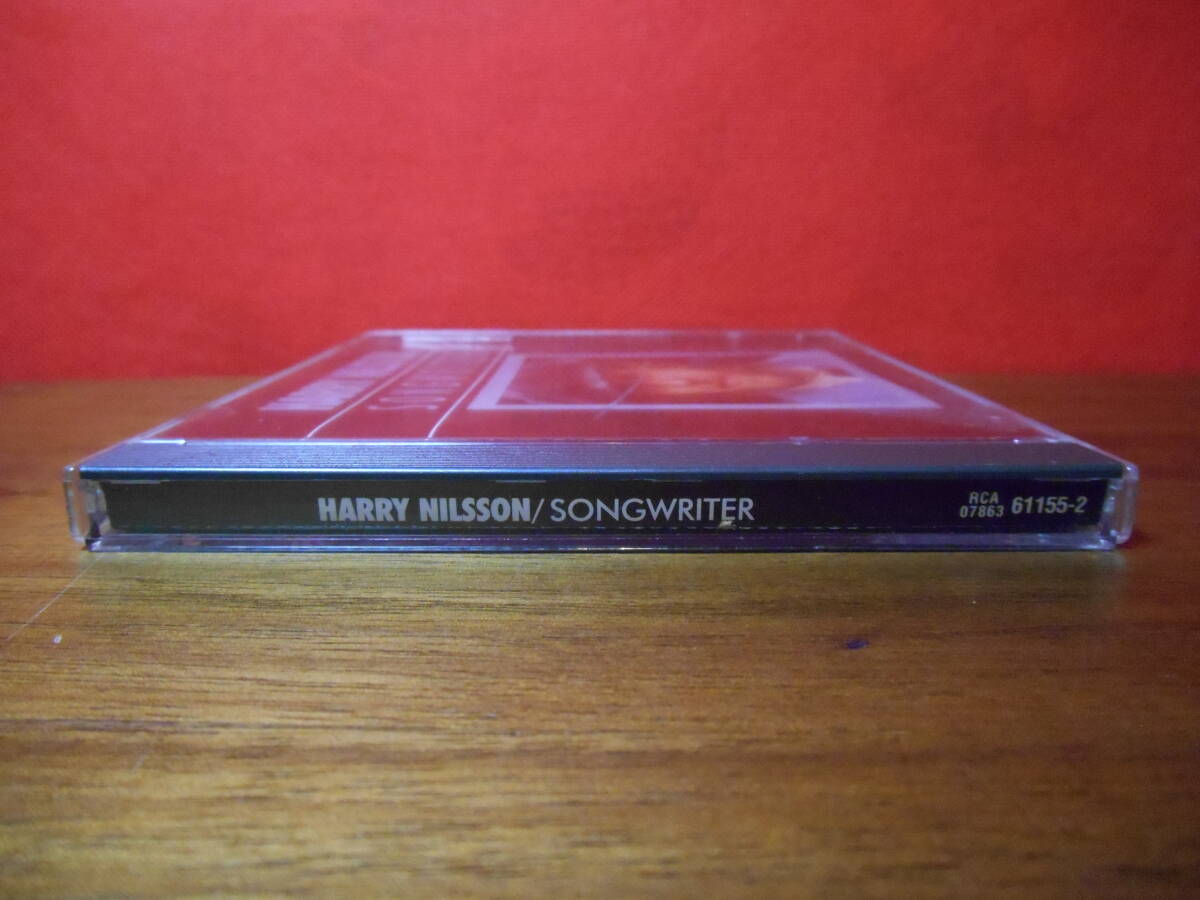 HARRY NILSSON/SONGWRITER
RCA
07863 61155-2